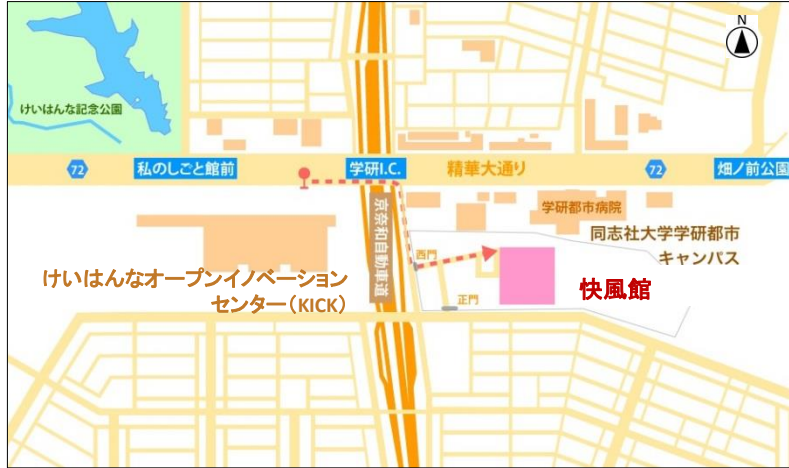 N
けいはんな記念公園
72
私のしごと館前
学研I.C.
精華大通り
72
畑ノ前公園
京奈和自動車道
学研都市病院
同志社大学学研都市
キャンパス
西門
けいはんなオープンイノベーション
センター(KICK)
快風館
正門